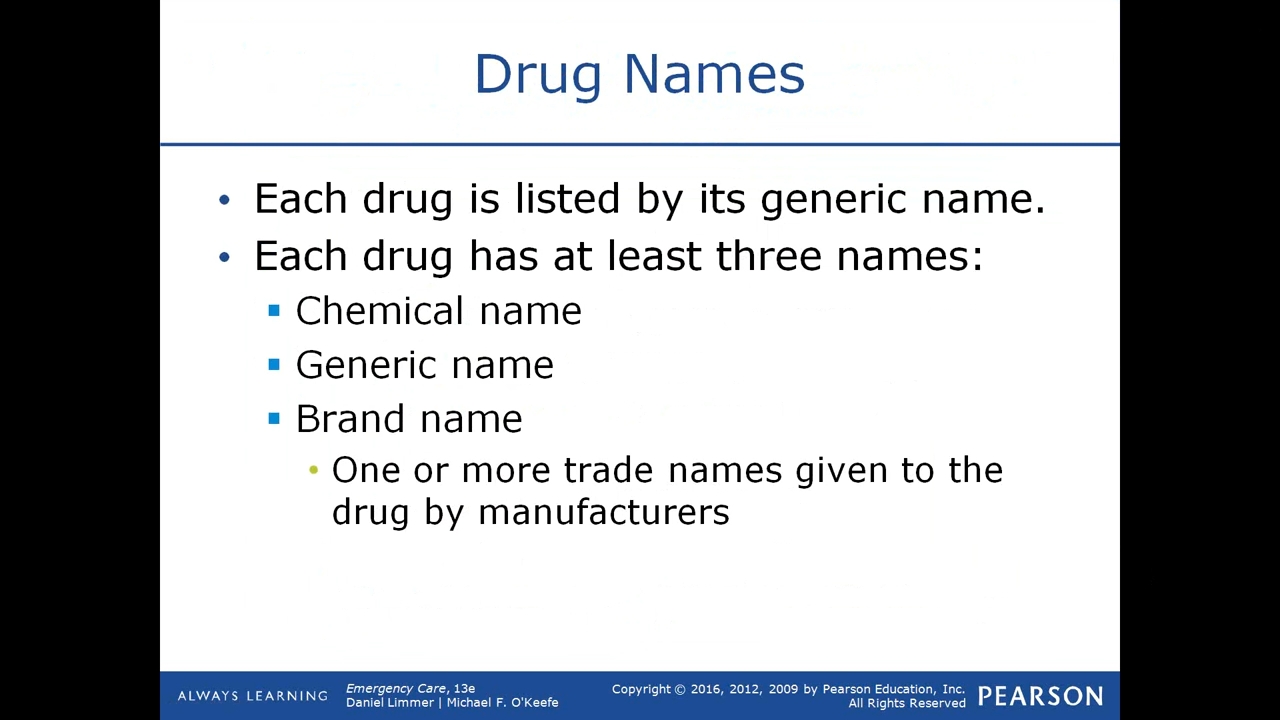 Drug Names
• Each drug is listed by its generic name.
• Each drug has at least three names:
▪ Chemical name
▪ Generic name
▪ Brand name
• One or more trade names given to the
drug by manufacturers
ALWAYS LEARNING
Emergency Care, 13e
Daniel Limmer | Michael F. O'Keefe
Copyright © 2016, 2012, 2009 by Pearson Education, Inc.
All Rights Reserved
PEARSON